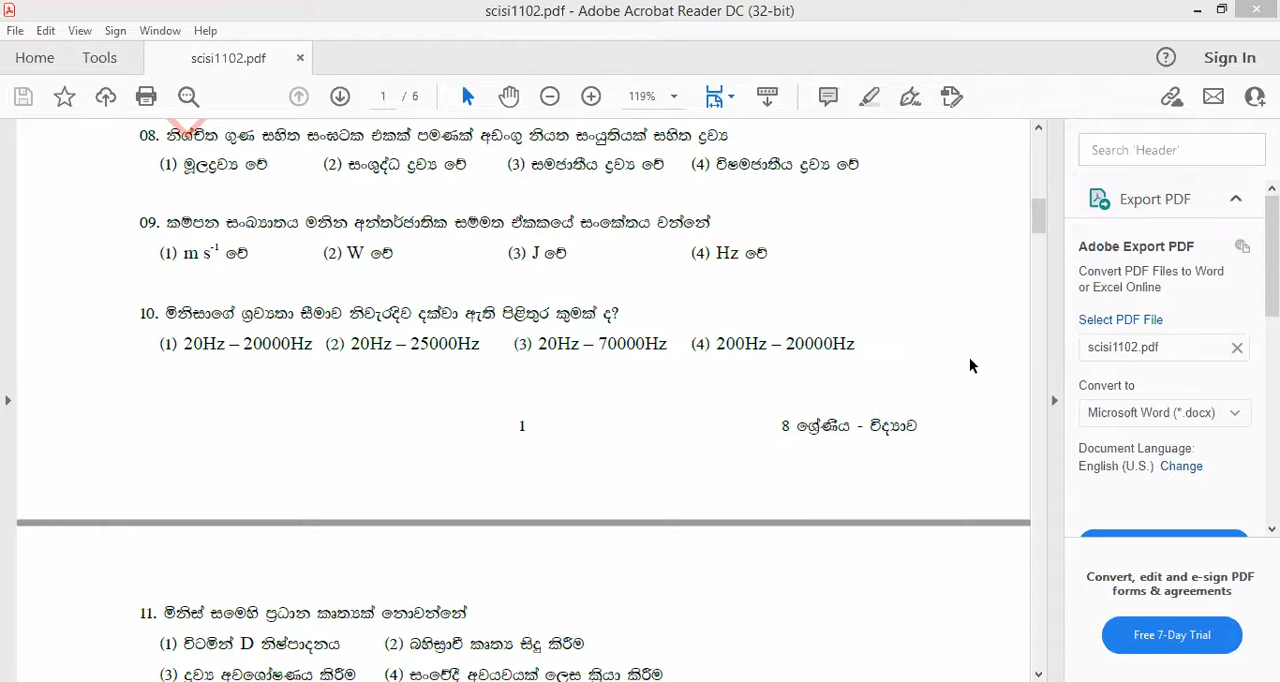 scisi1102.pdf - Adobe Acrobat Reader DC (32-bit)
File Edit View Sign Window Help
Home Tools scisi1102.pdf × Sign In
1 / 6 119%
08. නිශ්චිත ගුණ සහිත සංඝටක එකක් පමණක් අඩංගු නියත සංයුතියක් සහිත ද්‍රව්‍ය
(1) මූලද්‍රව්‍ය වේ (2) සංශුද්ධ ද්‍රව්‍ය වේ (3) සමජාතීය ද්‍රව්‍ය වේ (4) විෂමජාතීය ද්‍රව්‍ය වේ
09. කම්පන සංඛ්‍යාතය මනින අන්තර්ජාතික සම්මත ඒකකයේ සංකේතය වන්නේ
(1) m s⁻¹ වේ (2) W වේ (3) J වේ (4) Hz වේ
10. මිනිසාගේ ශ්‍රව්‍යතා සීමාව නිවැරදිව දක්වා ඇති පිළිතුර කුමක් ද?
(1) 20Hz – 20000Hz (2) 20Hz – 25000Hz (3) 20Hz – 70000Hz (4) 200Hz – 20000Hz
1 8 ශ්‍රේණිය - විද්‍යාව
11. මිනිස් සමෙහි ප්‍රධාන කෘත්‍යක් නොවන්නේ
(1) විටමින් D නිෂ්පාදනය (2) බහිස්‍රාවී කෘත්‍ය සිදු කිරීම
(3) ද්‍රව්‍ය අවශෝෂණය කිරීම (4) සංවේදී අවයවයක් ලෙස ක්‍රියා කිරීම
Search 'Header'
Export PDF
Adobe Export PDF
Convert PDF Files to Word
or Excel Online
Select PDF File
scisi1102.pdf
Convert to
Microsoft Word (*.docx)
Document Language:
English (U.S.) Change
Convert, edit and e-sign PDF
forms & agreements
Free 7-Day Trial